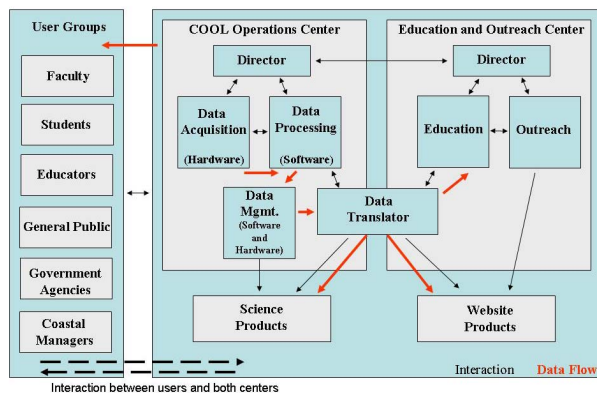 User Groups
Faculty
Students
Educators
General Public
Government
Agencies
Coastal
Managers
COOL Operations Center
Director
Data
Acquisition
(Hardware)
Data
Processing
(Software)
Data
Mgmt.
(Software
and
Hardware)
Data
Translator
Education and Outreach Center
Director
Education
Outreach
Science
Products
Website
Products
Interaction
Data Flow
Interaction between users and both centers